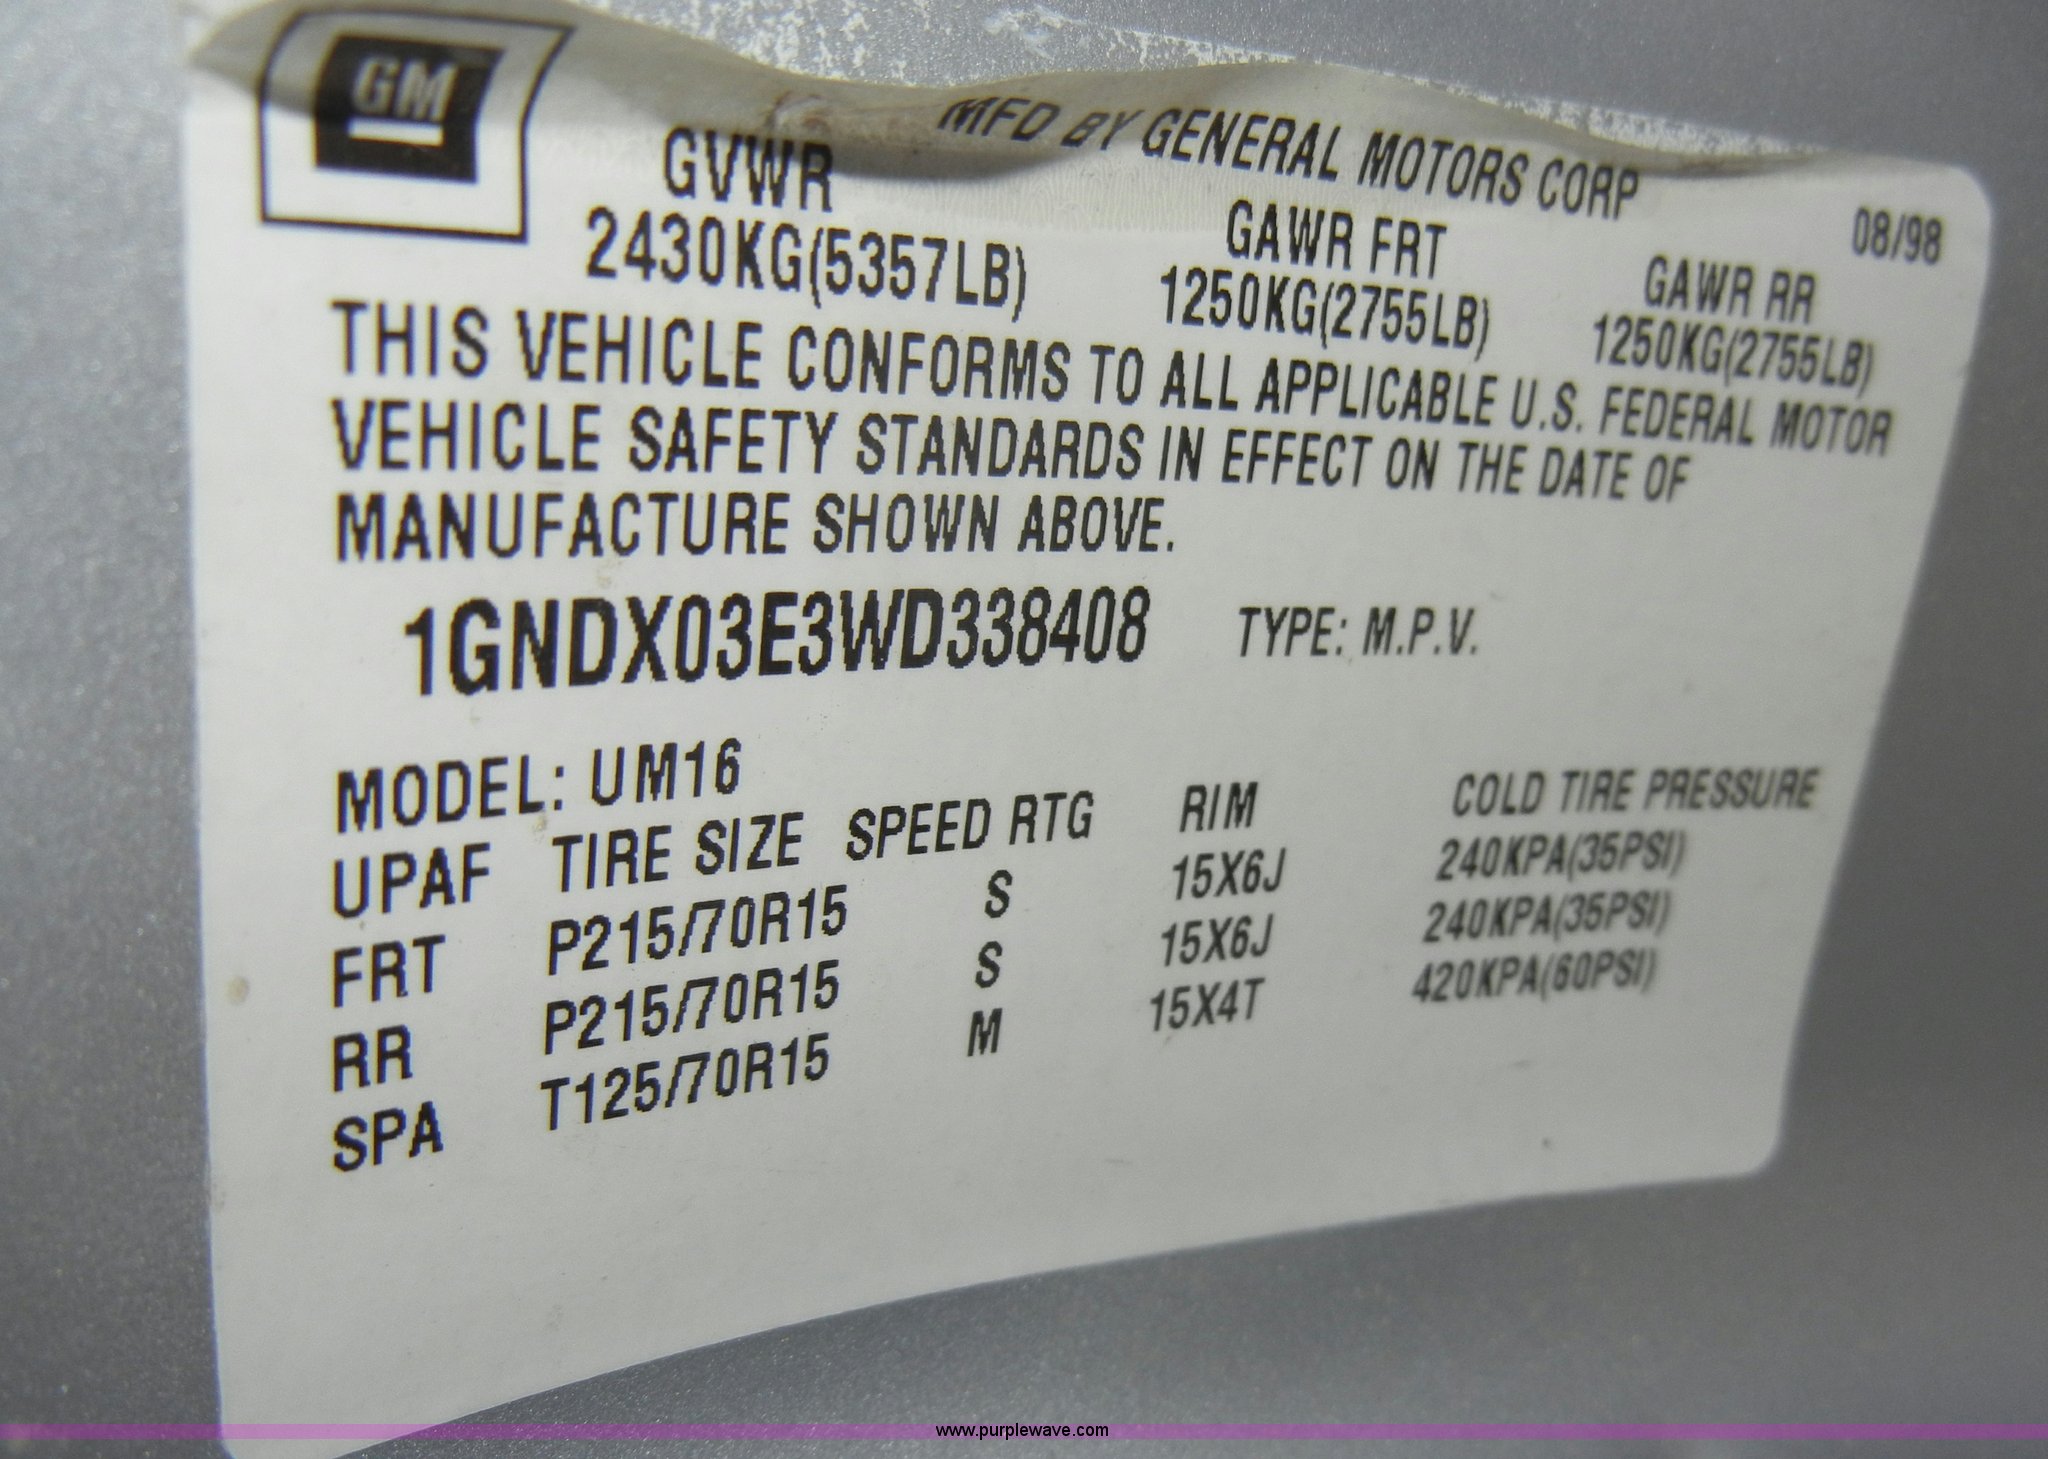 GM
MFD BY GENERAL MOTORS CORP 08/98
GVWR GAWR FRT GAWR RR
2430KG(5357LB) 1250KG(2755LB) 1250KG(2755LB)
THIS VEHICLE CONFORMS TO ALL APPLICABLE U.S. FEDERAL MOTOR
VEHICLE SAFETY STANDARDS IN EFFECT ON THE DATE OF
MANUFACTURE SHOWN ABOVE.
1GNDX03E3WD338408 TYPE: M.P.V.
MODEL: UM16
UPAF TIRE SIZE SPEED RTG RIM COLD TIRE PRESSURE
FRT P215/70R15 S 15X6J 240KPA(35PSI)
RR P215/70R15 S 15X6J 240KPA(35PSI)
SPA T125/70R15 M 15X4T 420KPA(60PSI)
www.purplewave.com